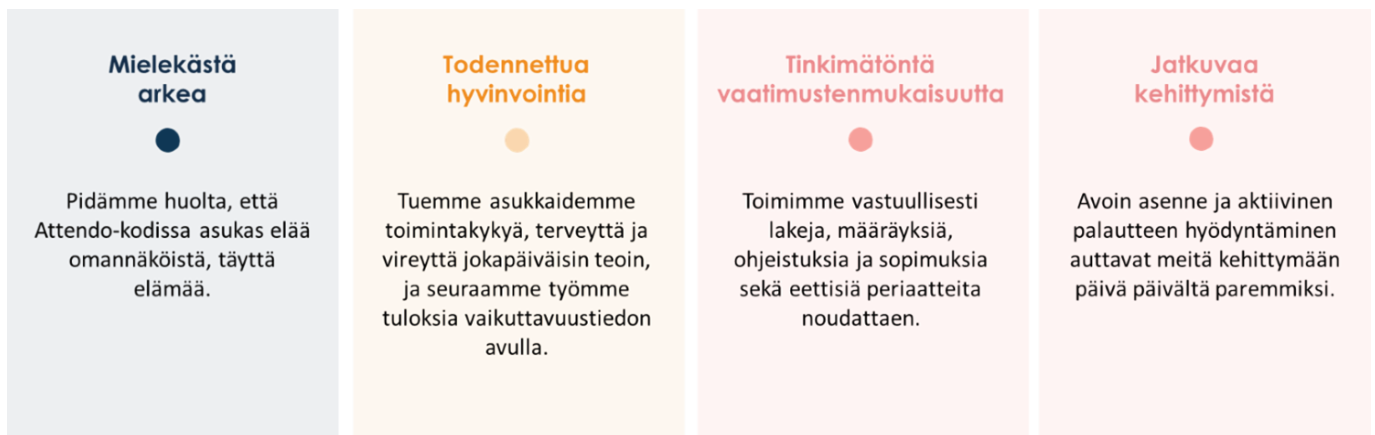 Mielekästä
arkea
Pidämme huolta, että
Attendo-kodissa asukas elää
omannäköistä, täyttä
elämää.
Todennettua
hyvinvointia
Tuemme asukkaidemme
toimintakykyä, terveyttä ja
vireyttä jokapäiväisin teoin,
ja seuraamme työmme
tuloksia vaikuttavuustiedon
avulla.
Tinkimätöntä
vaatimustenmukaisuutta
Toimimme vastuullisesti
lakeja, määräyksiä,
ohjeistuksia ja sopimuksia
sekä eettisiä periaatteita
noudattaen.
Jatkuvaa
kehittymistä
Avoin asenne ja aktiivinen
palautteen hyödyntäminen
auttavat meitä kehittymään
päivä päivältä paremmiksi.